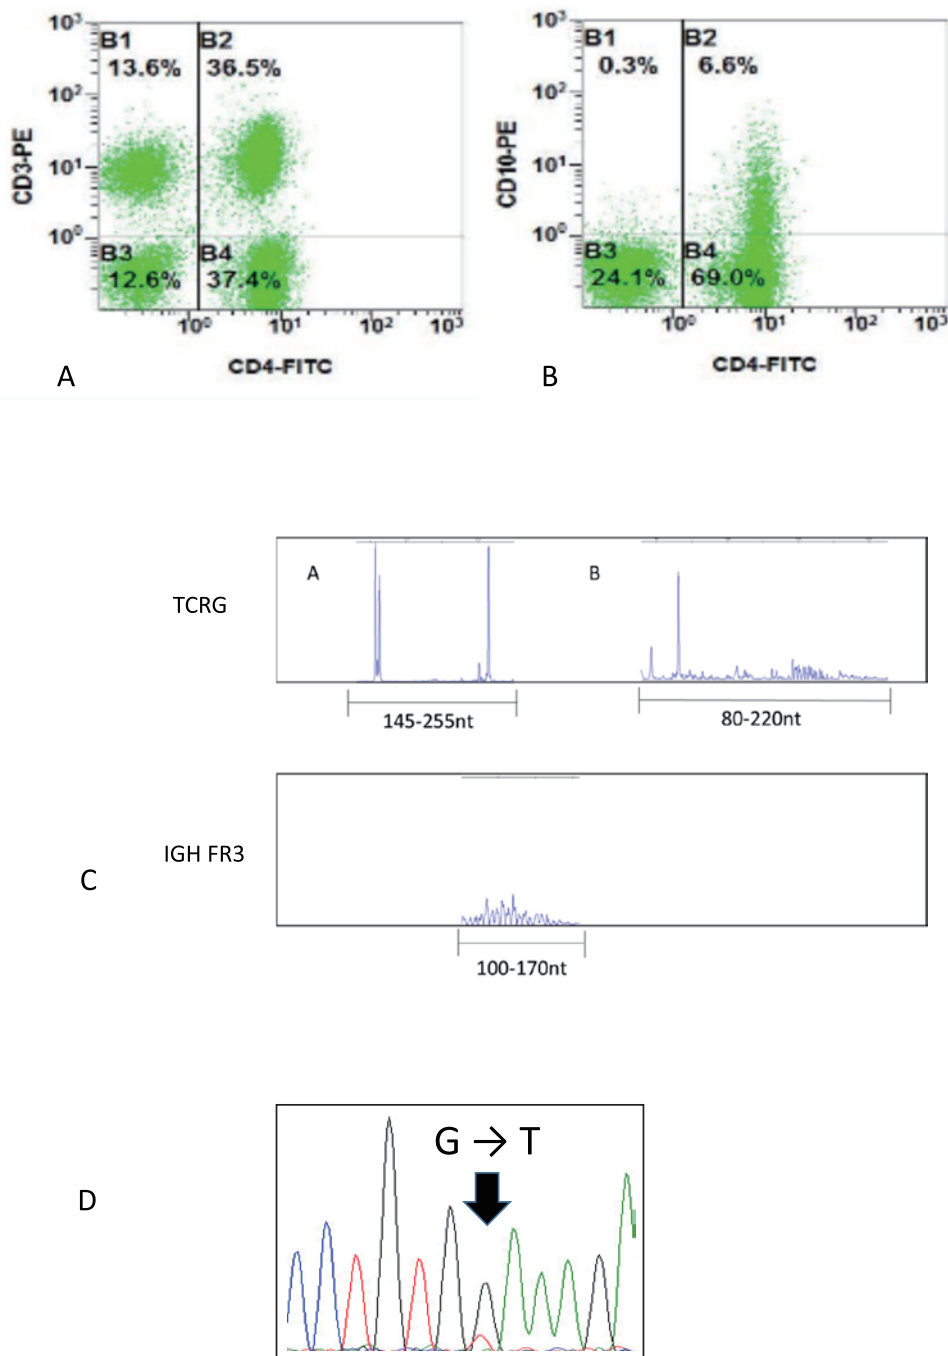 10³
B1
13.6%
B2
36.5%
10²
CD3-PE
10¹
10⁰
B3
12.6%
B4
37.4%
10⁰ 10¹ 10² 10³
CD4-FITC
A
10³
B1
0.3%
B2
6.6%
10²
CD10-PE
10¹
10⁰
B3
24.1%
B4
69.0%
10⁰ 10¹ 10² 10³
CD4-FITC
B
TCRG
A
B
145-255nt
80-220nt
IGH FR3
C
100-170nt
D
G → T